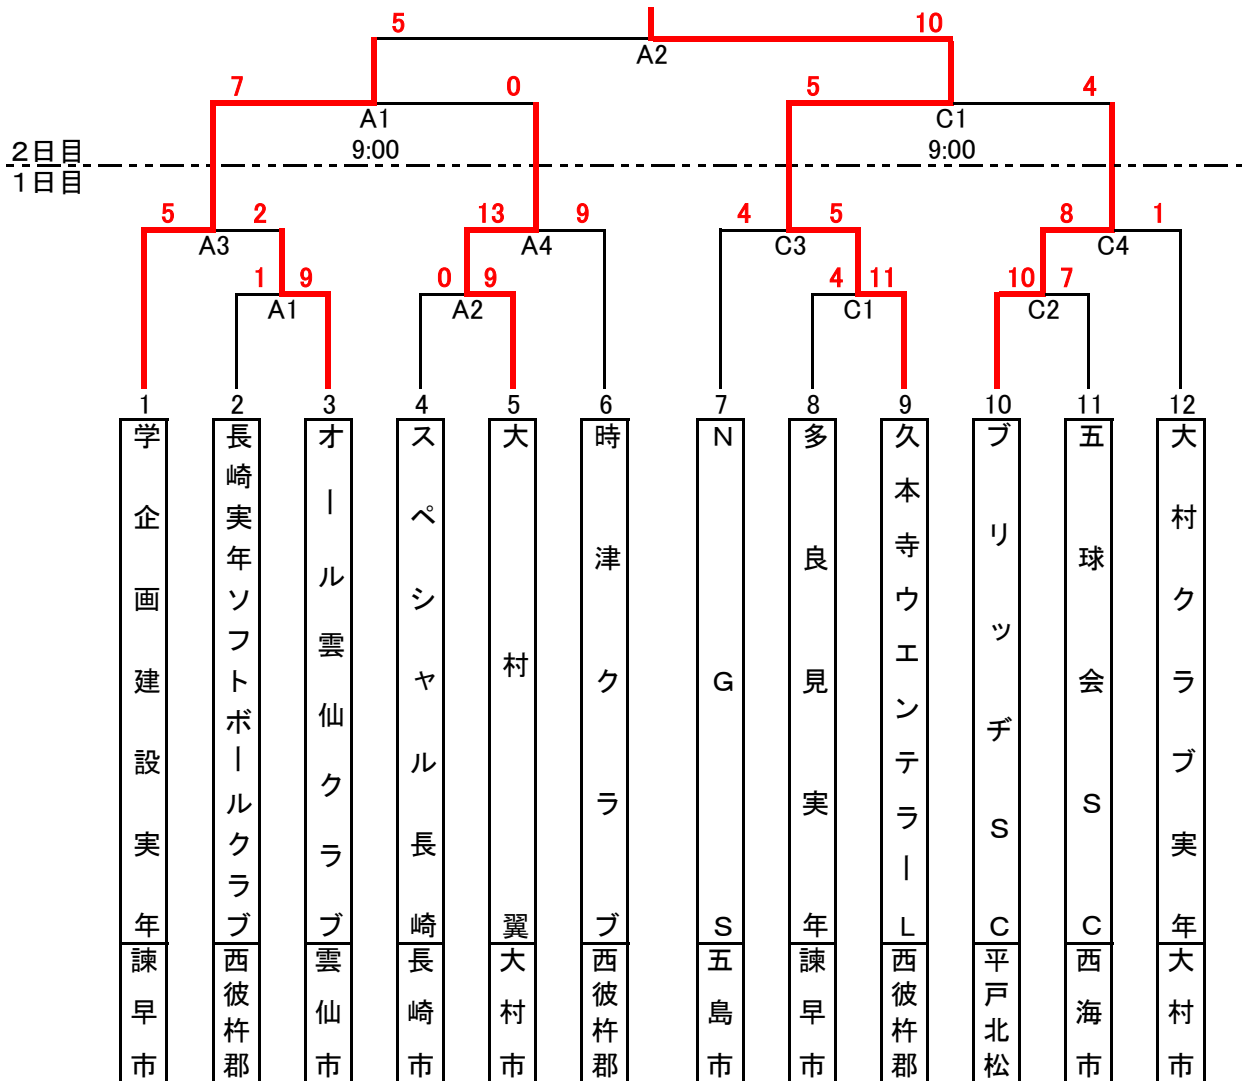 5 10
A2
7 0 5 4
A1 C1
2日目 9:00 9:00
1日目
5 2 13 9 4 5 8 1
A3 A4 C3 C4
1 9 0 9 4 11 10 7
A1 A2 C1 C2
1 2 3 4 5 6 7 8 9 10 11 12
学企画建設実年
長崎実年ソフトボールクラブ
オール雲仙クラブ
スペシャル長崎
大村翼
時津クラブ
NGS
多良見実年
久本寺ウエンテラーL
ブリッヂSC
五球会SC
大村クラブ実年
諫早市
西彼杵郡
雲仙市
長崎市
大村市
西彼杵郡
五島市
諫早市
西彼杵郡
平戸北松
西海市
大村市